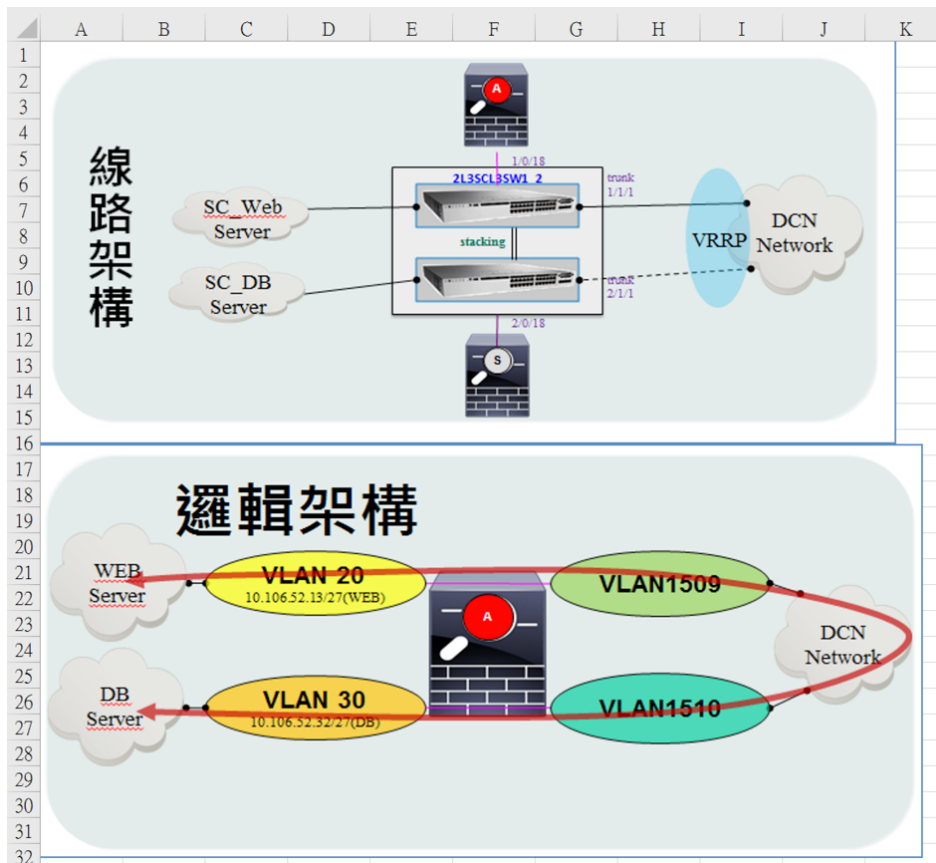 A B C D E F G H I J K
1
2
3
4
5
6
7
8
9
10
11
12
13
14
15
16
17
18
19
20
21
22
23
24
25
26
27
28
29
30
31
32
線路架構
A
1/0/18
2L3SCL3SW1_2
trunk
1/1/1
SC_Web
Server
stacking
SC_DB
Server
trunk
2/1/1
2/0/18
S
VRRP
DCN
Network
邏輯架構
WEB
Server
VLAN 20
10.106.52.13/27(WEB)
A
VLAN1509
DCN
Network
DB
Server
VLAN 30
10.106.52.32/27(DB)
VLAN1510